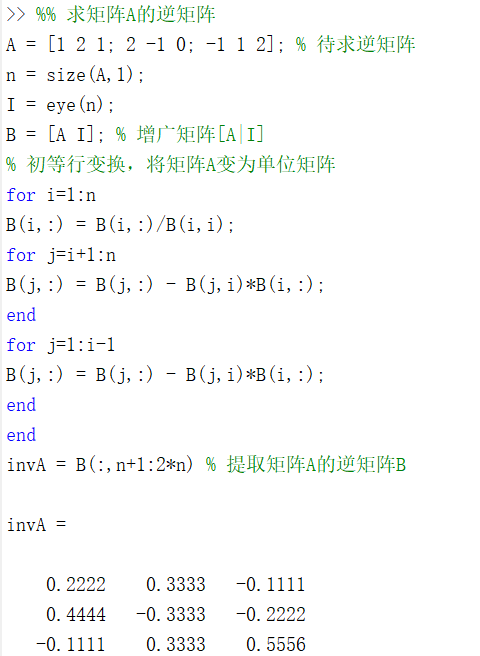 >> %% 求矩阵A的逆矩阵
A = [1 2 1; 2 -1 0; -1 1 2]; % 待求逆矩阵
n = size(A,1);
I = eye(n);
B = [A I]; % 增广矩阵[A|I]
% 初等行变换，将矩阵A变为单位矩阵
for i=1:n
B(i,:) = B(i,:)/B(i,i);
for j=i+1:n
B(j,:) = B(j,:) - B(j,i)*B(i,:);
end
for j=1:i-1
B(j,:) = B(j,:) - B(j,i)*B(i,:);
end
end
invA = B(:,n+1:2*n) % 提取矩阵A的逆矩阵B
invA =
0.2222 0.3333 -0.1111
0.4444 -0.3333 -0.2222
-0.1111 0.3333 0.5556